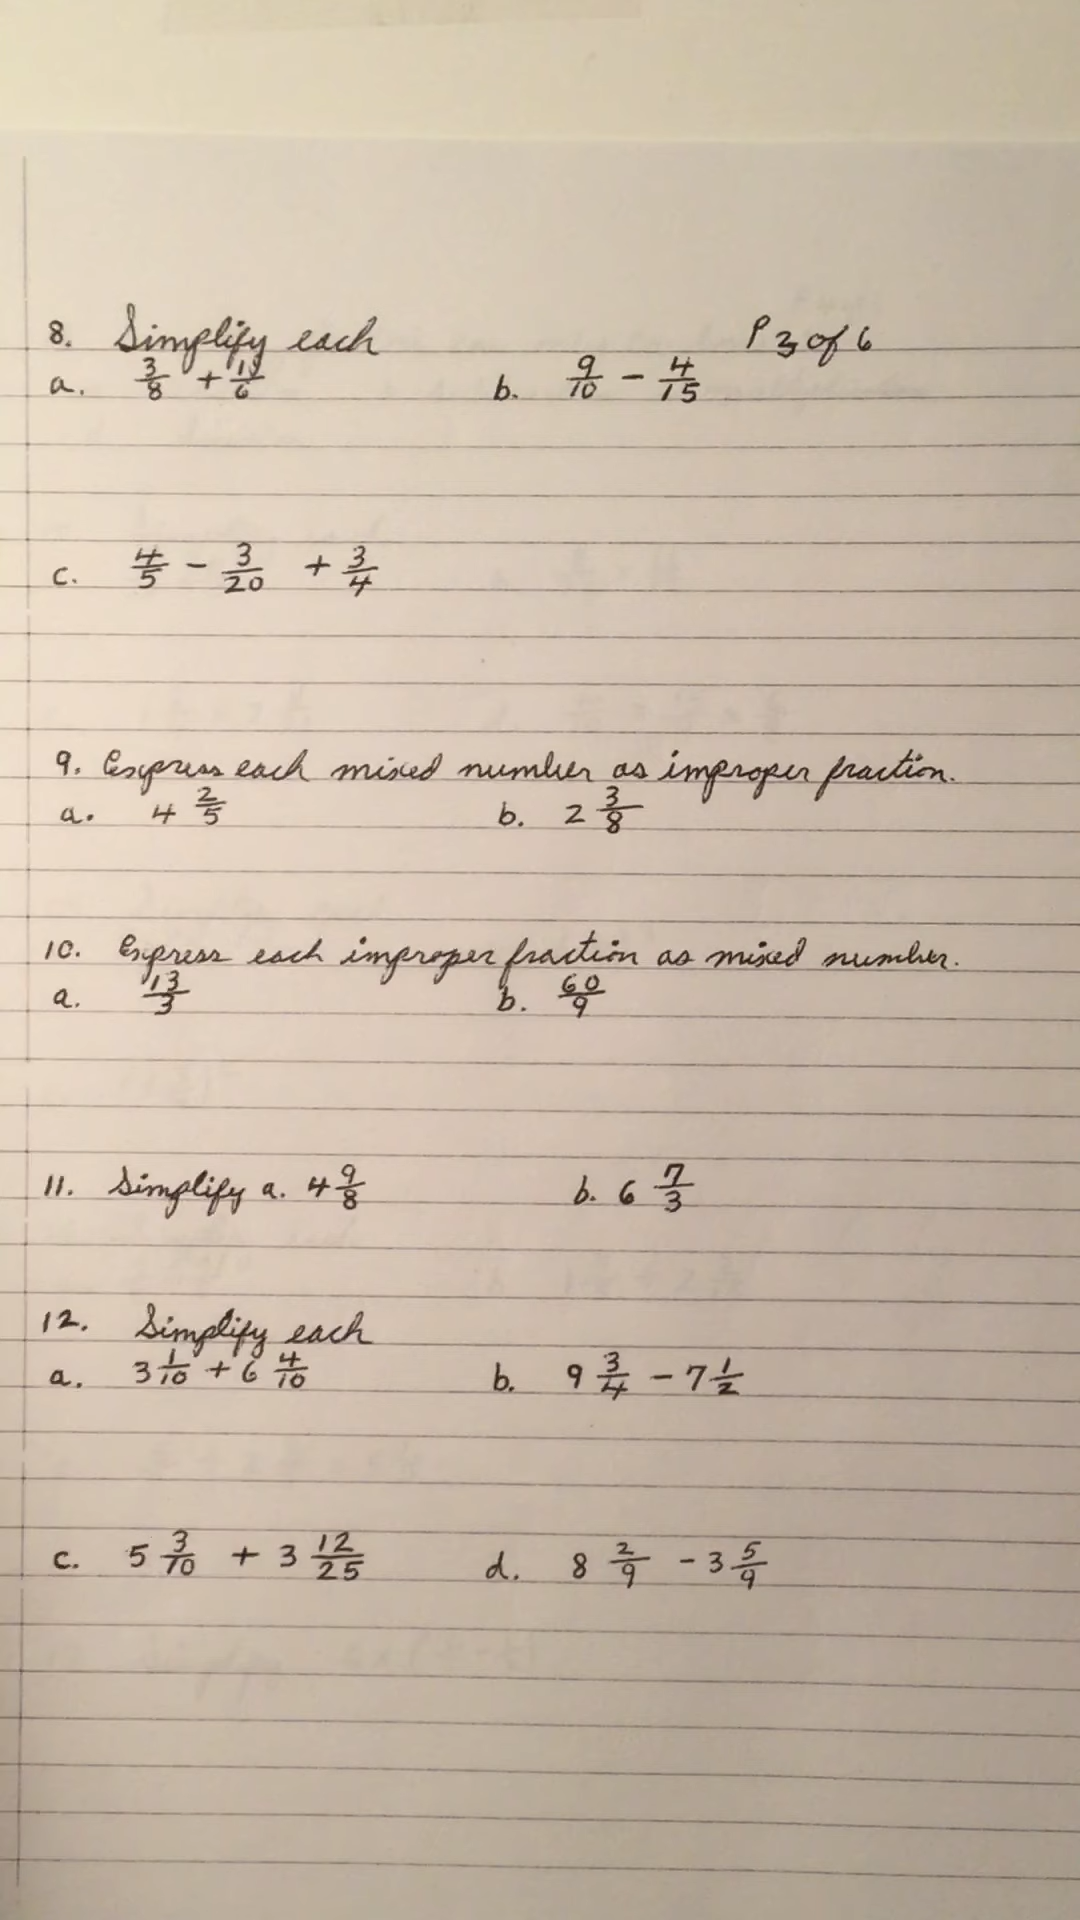 8. Simplify each P 3 of 6
a. 3/8 + /6 b. 9/10 - 4/15
c. 4/5 - 3/20 + 3/4
9. Express each mixed number as improper fraction.
a. 4 2/5 b. 2 3/8
10. Express each improper fraction as mixed number.
a. 13/3 b. 60/9
11. Simplify a. 4 9/8 b. 6 7/3
12. Simplify each
a. 3 1/10 + 6 4/10 b. 9 3/4 - 7 1/2
c. 5 3/10 + 3 12/25 d. 8 2/9 - 3 5/9